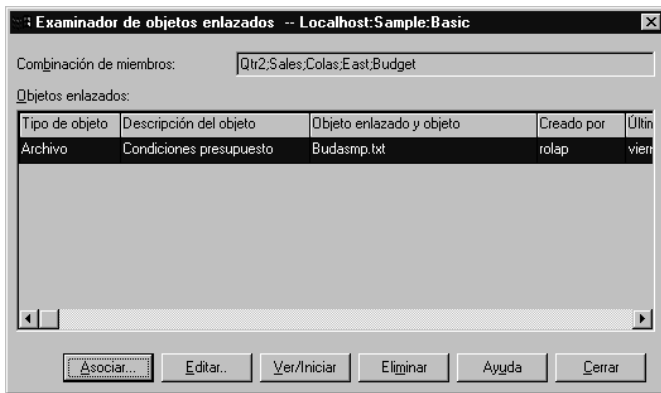 Examinador de objetos enlazados -- Localhost:Sample:Basic
Combinación de miembros: Qtr2;Sales;Colas;East;Budget
Objetos enlazados:
Tipo de objeto Descripción del objeto Objeto enlazado y objeto Creado por Últin
Archivo Condiciones presupuesto Budasmp.txt rolap viern
Asociar... Editar.. Ver/Iniciar Eliminar Ayuda Cerrar